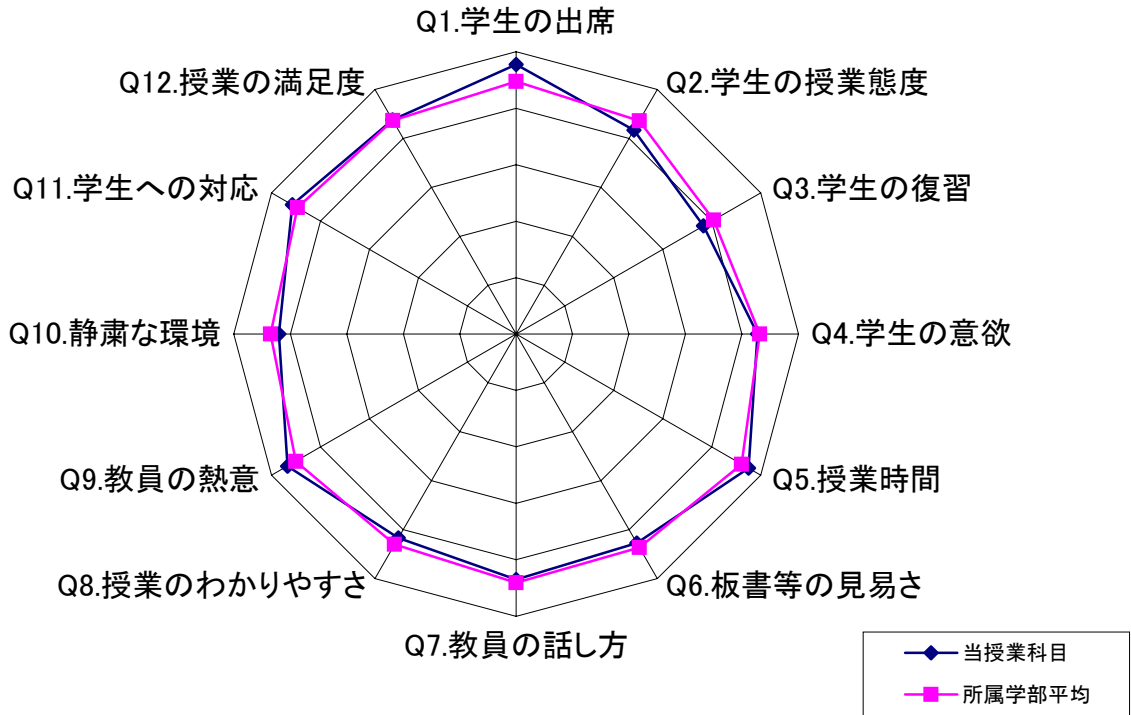 Q1.学生の出席
Q2.学生の授業態度
Q3.学生の復習
Q4.学生の意欲
Q5.授業時間
Q6.板書等の見易さ
Q7.教員の話し方
Q8.授業のわかりやすさ
Q9.教員の熱意
Q10.静粛な環境
Q11.学生への対応
Q12.授業の満足度
当授業科目
所属学部平均